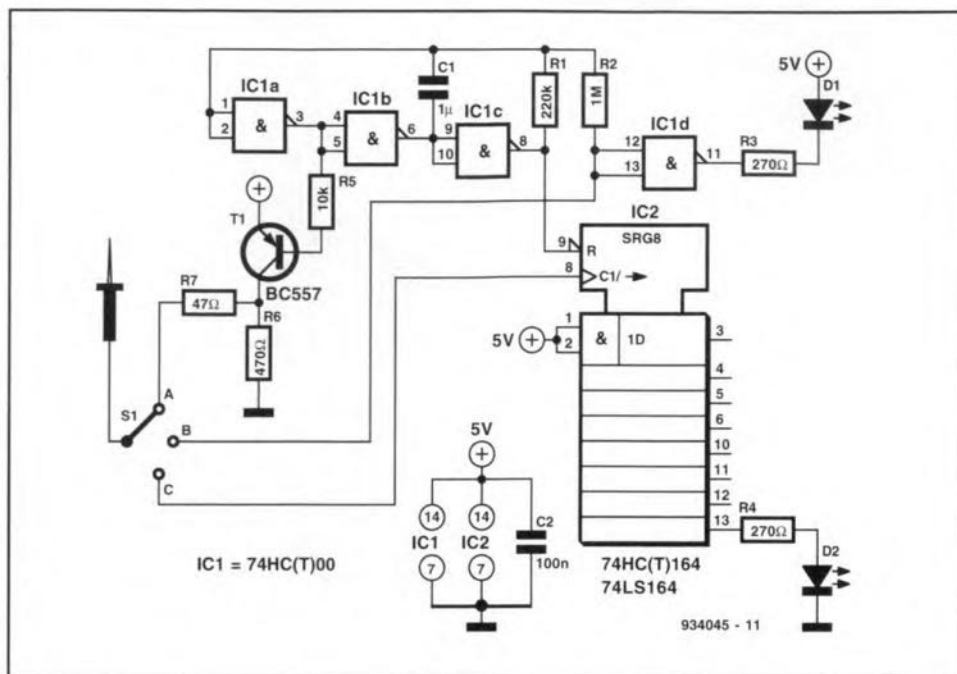 IC1a
1
2
&
3
IC1b
4
5
&
6
C1
1μ
IC1c
9
10
&
8
R1
220k
R2
1M
IC1d
12
13
&
11
R3
270Ω
5V
D1
R5
10k
T1
BC557
R7
47Ω
R6
470Ω
S1
A
B
C
IC2
SRG8
9
R
8
C1/
5V
1
2
&
1D
3
4
5
6
10
11
12
13
R4
270Ω
D2
5V
14
14
IC1
IC2
7
7
C2
100n
IC1 = 74HC(T)00
74HC(T)164
74LS164
934045 - 11